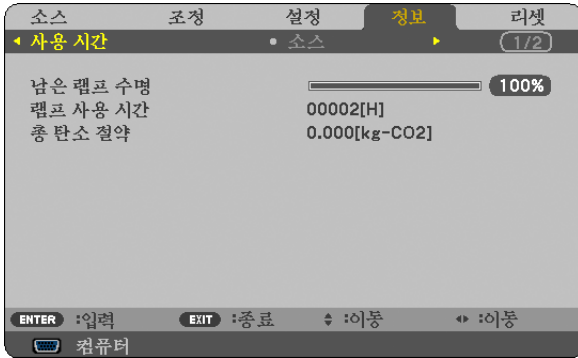 소스 조정 설정 정보 리셋
사용 시간 • 소스 (1/2)
남은 램프 수명 100%
램프 사용 시간 00002[H]
총 탄소 절약 0.000[kg-CO2]
ENTER :입력 EXIT :종료 :이동 :이동
컴퓨터